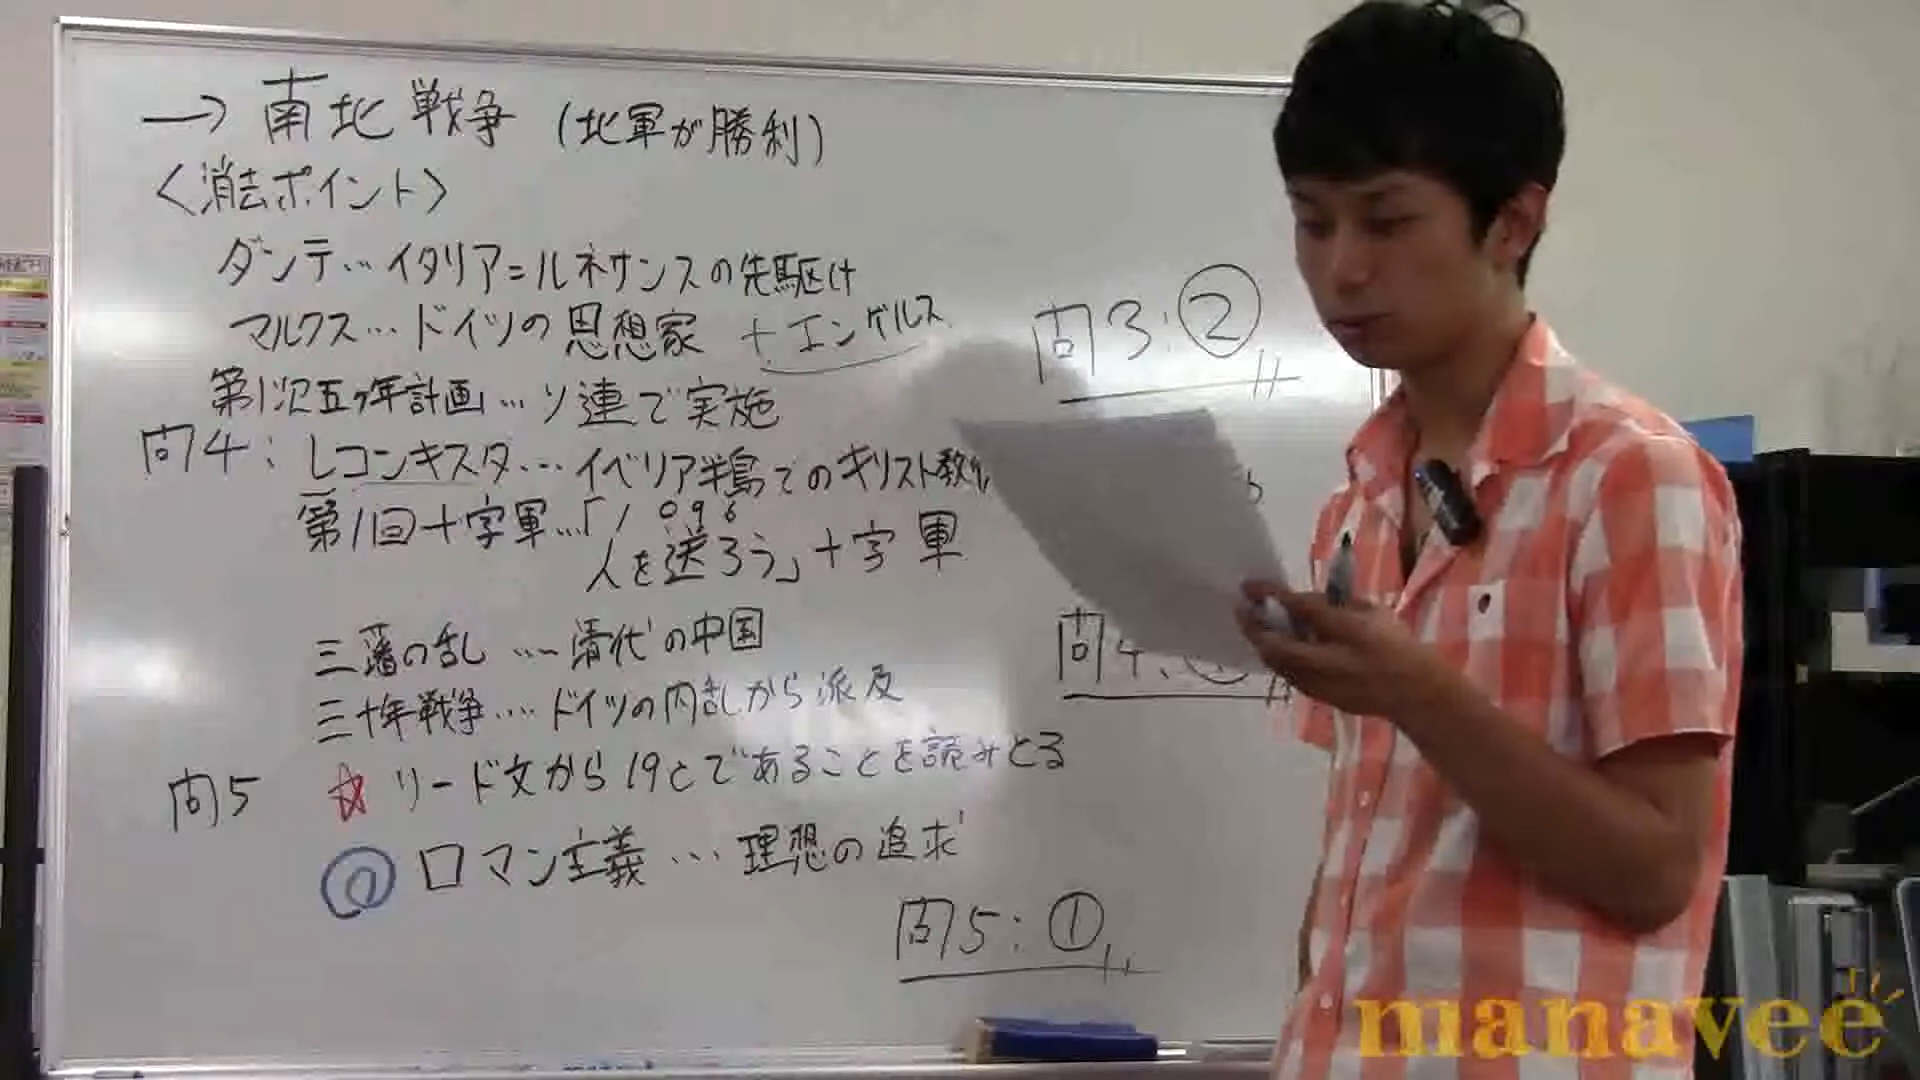 → 南北戦争 (北軍が勝利)
<消去ポイント>
ダンテ…イタリア=ルネサンスの先駆け
マルクス…ドイツの思想家 +エンゲルス
第1次五ヶ年計画…ソ連で実施
問3:②
問4:レコンキスタ…イベリア半島でのキリスト教
第1回十字軍…「1096
人を送ろう」十字軍
三藩の乱…清代の中国
問4:
三十年戦争…ドイツの内乱から派及
問5 ☆リード文から19cであることを読みとる
① ロマン主義…理想の追求
問5:①
manavee